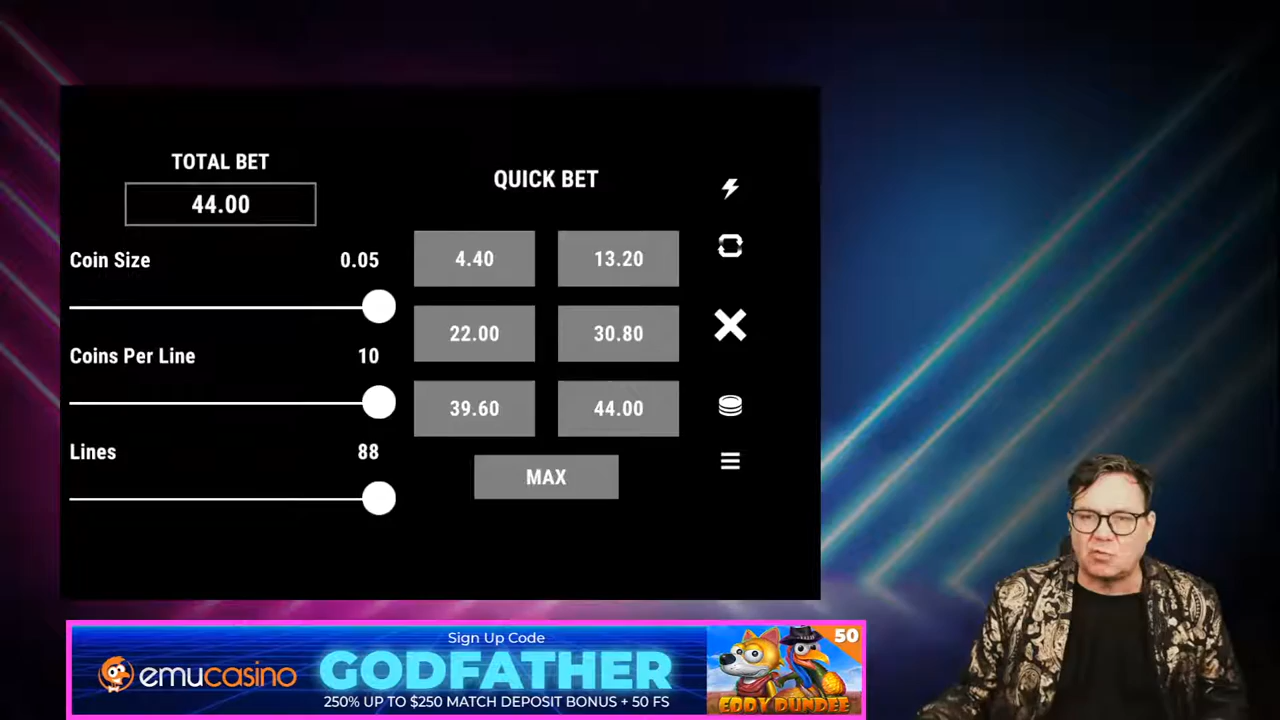 TOTAL BET
44.00
Coin Size 0.05
Coins Per Line 10
Lines 88
QUICK BET
4.40 13.20
22.00 30.80
39.60 44.00
MAX
Sign Up Code
emucasino
GODFATHER
250% UP TO $250 MATCH DEPOSIT BONUS + 50 FS
50
EDDY DUNDEE